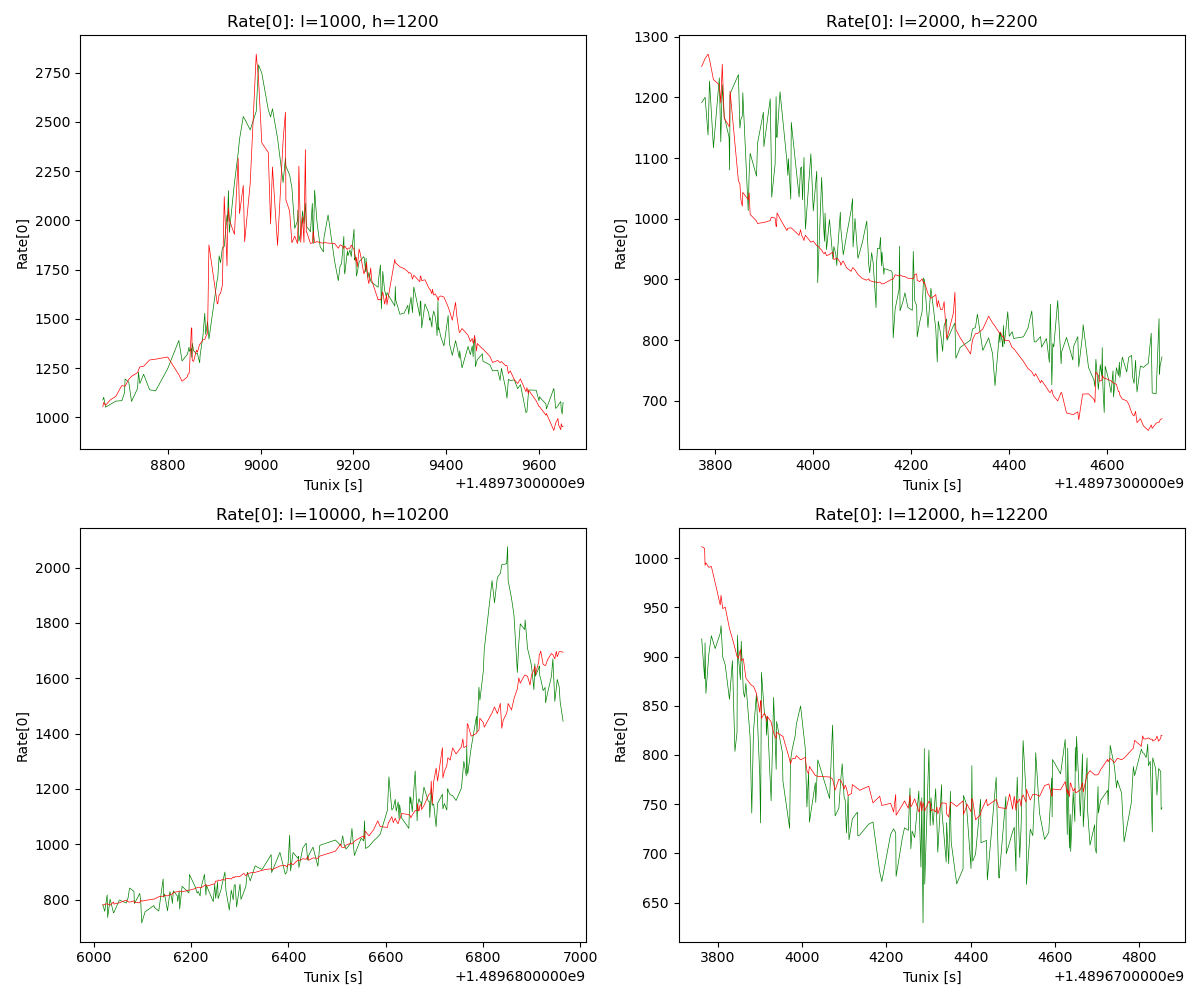 Rate[0]: l=1000, h=1200
Rate[0]
2750
2500
2250
2000
1750
1500
1250
1000
8800 9000 9200 9400 9600
Tunix [s]
+1.4897300000e9
Rate[0]: l=2000, h=2200
Rate[0]
1300
1200
1100
1000
900
800
700
3800 4000 4200 4400 4600
Tunix [s]
+1.4897300000e9
Rate[0]: l=10000, h=10200
Rate[0]
2000
1800
1600
1400
1200
1000
800
6000 6200 6400 6600 6800 7000
Tunix [s]
+1.4896800000e9
Rate[0]: l=12000, h=12200
Rate[0]
1000
950
900
850
800
750
700
650
3800 4000 4200 4400 4600 4800
Tunix [s]
+1.4896700000e9